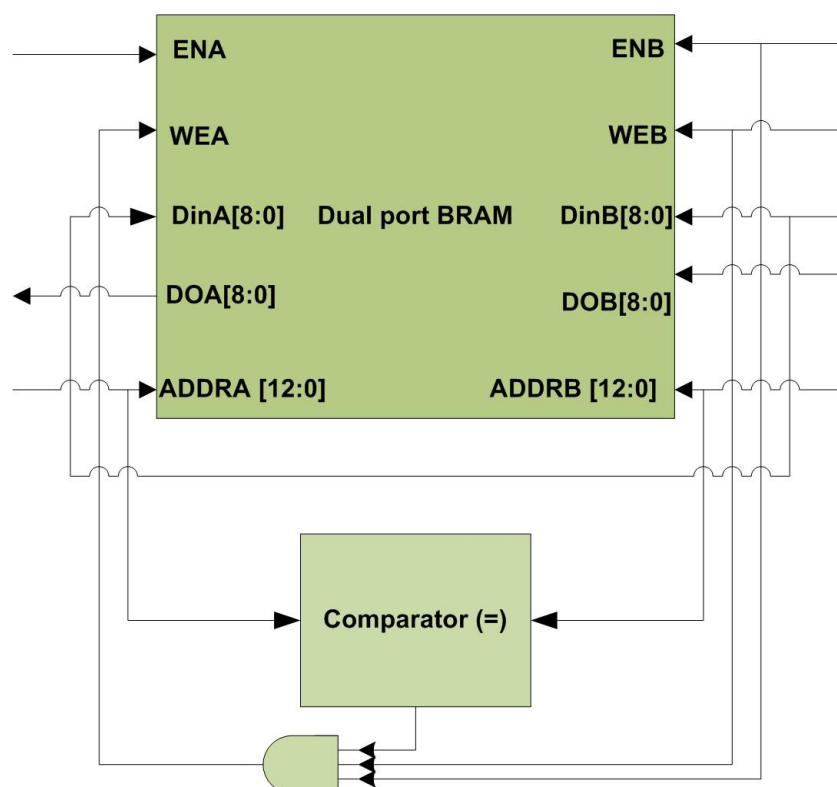 ENA
ENB
WEA
WEB
DinA[8:0]
Dual port BRAM
DinB[8:0]
DOA[8:0]
DOB[8:0]
ADDRA [12:0]
ADDRB [12:0]
Comparator (=)